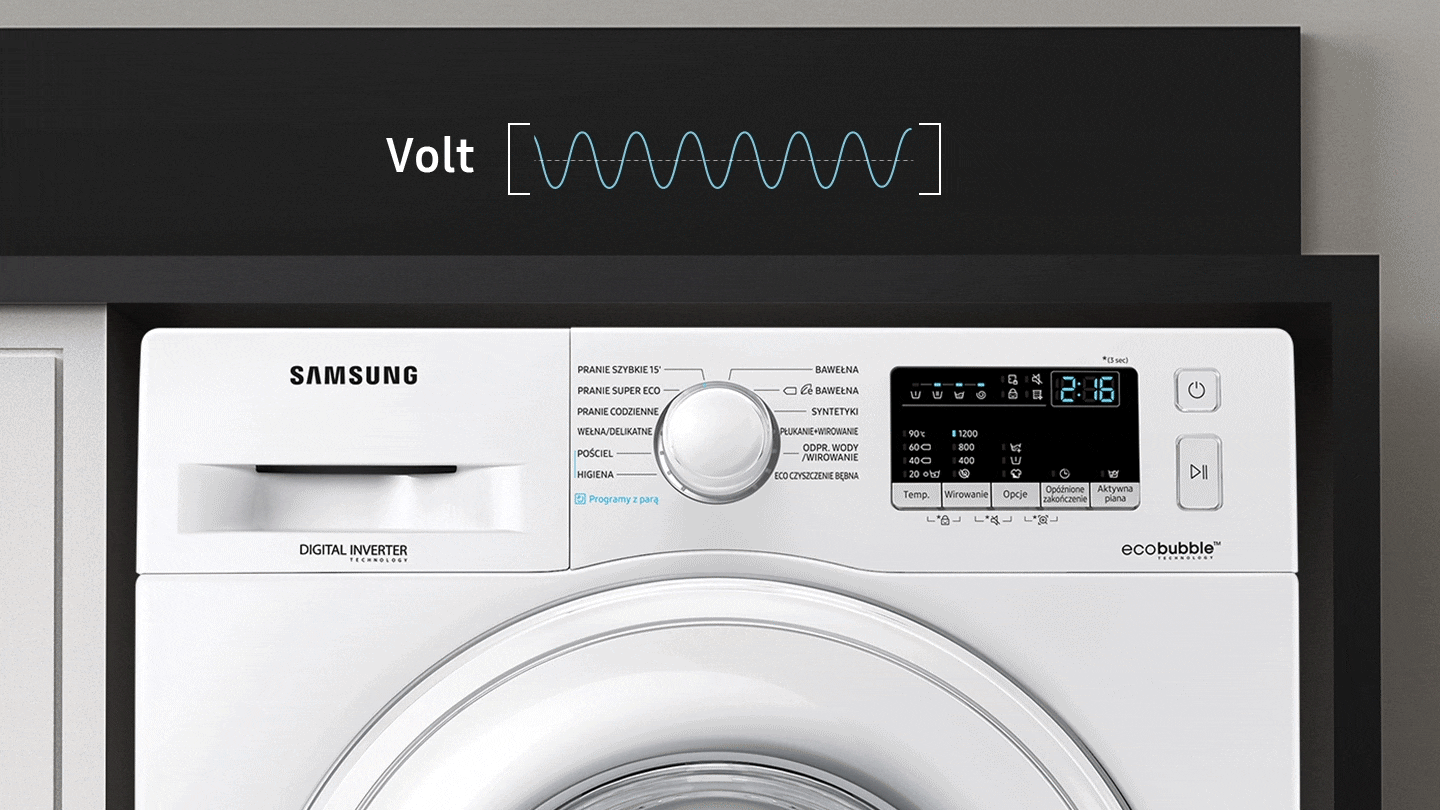 Volt
SAMSUNG
DIGITAL INVERTER
TECHNOLOGY
PRANIE SZYBKIE 15'
PRANIE SUPER ECO
PRANIE CODZIENNE
WEŁNA/DELIKATNE
POŚCIEL
HIGIENA
Programy z parą
BAWEŁNA
BAWEŁNA
SYNTETYKI
PŁUKANIE+WIROWANIE
ODPR. WODY
/WIROWANIE
ECO CZYSZCZENIE BĘBNA
*(3 sec)
2:16
90℃ 1200
60 800
40 400
20
Temp. Wirowanie Opcje Opóźnione zakończenie Aktywna piana
ecobubble™
TECHNOLOGY